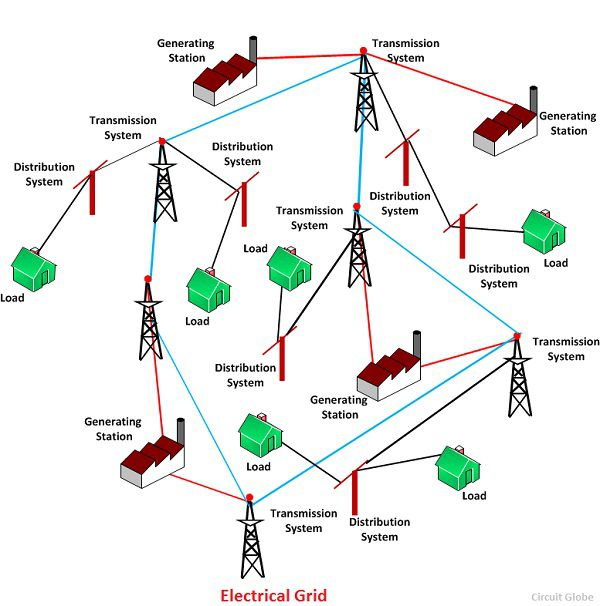 Generating
Station
Transmission
System
Generating
Station
Transmission
System
Distribution
System
Distribution
System
Distribution
System
Transmission
System
Load
Load
Distribution
System
Load
Load
Load
Distribution
System
Transmission
System
Generating
Station
Generating
Station
Load
Load
Transmission
System
Distribution
System
Electrical Grid
Circuit Globe